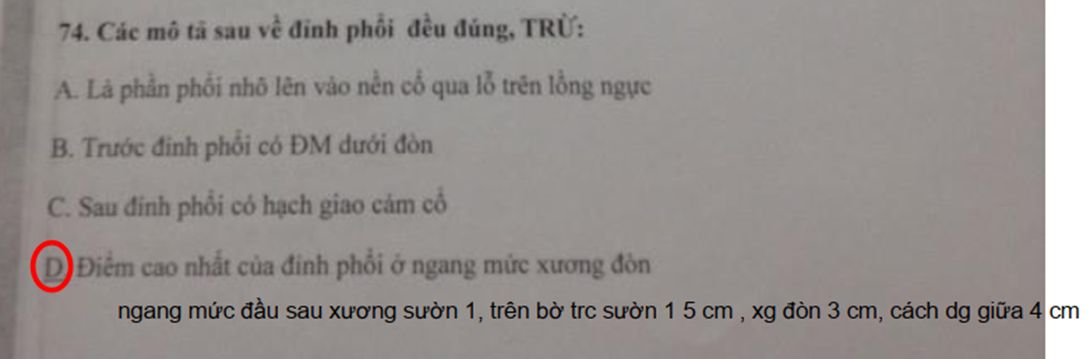 74. Các mô tả sau về đỉnh phổi đều đúng, TRỪ:
A. Là phần phổi nhô lên vào nền cổ qua lỗ trên lồng ngực
B. Trước đỉnh phổi có ĐM dưới đòn
C. Sau đỉnh phổi có hạch giao cảm cổ
D. Điểm cao nhất của đỉnh phổi ở ngang mức xương đòn
ngang mức đầu sau xương sườn 1, trên bờ trc sườn 1 5 cm , xg đòn 3 cm, cách dg giữa 4 cm